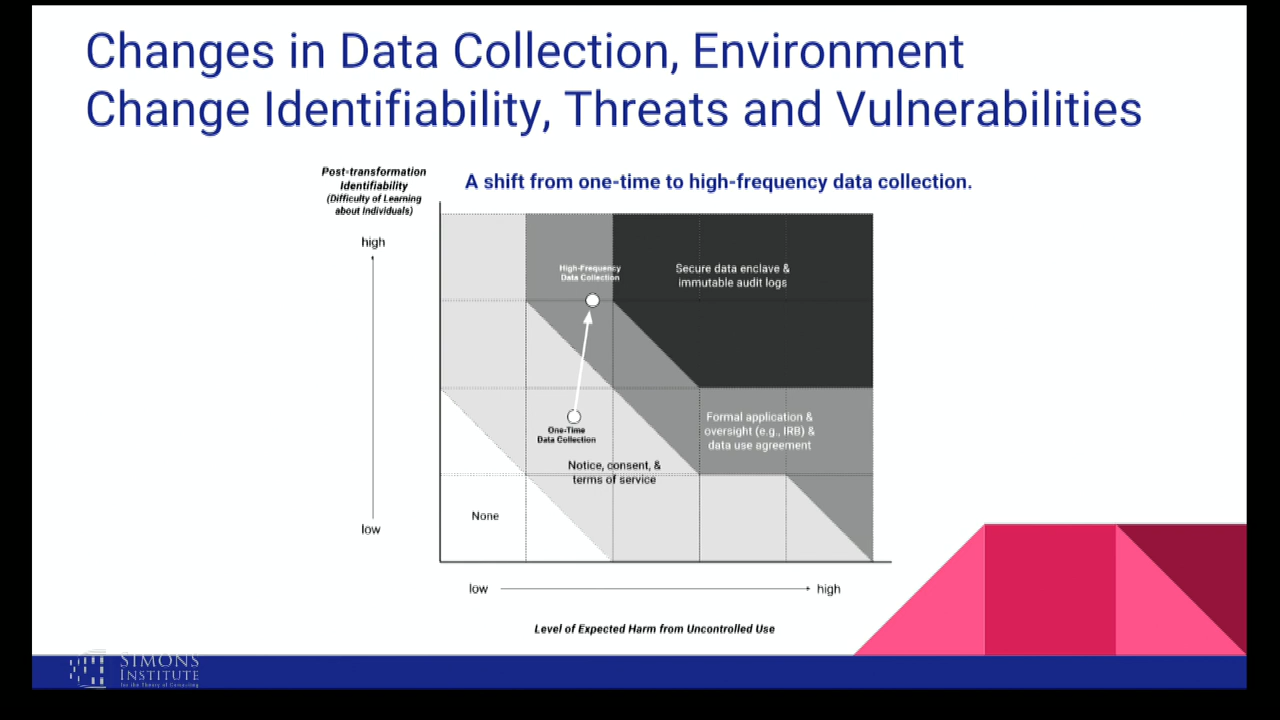 Changes in Data Collection, Environment
Change Identifiability, Threats and Vulnerabilities
Post-transformation
Identifiability
(Difficulty of Learning
about Individuals)
A shift from one-time to high-frequency data collection.
high
High-Frequency
Data Collection
Secure data enclave &
immutable audit logs
One-Time
Data Collection
Formal application &
oversight (e.g., IRB) &
data use agreement
Notice, consent, &
terms of service
None
low
low
high
Level of Expected Harm from Uncontrolled Use
SIMONS
INSTITUTE
for the Theory of Computing